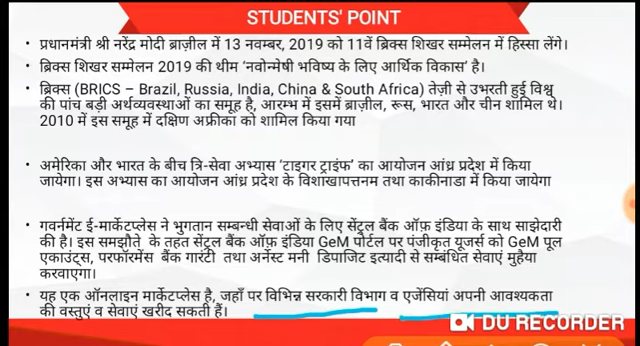 STUDENTS' POINT
• प्रधानमंत्री श्री नरेंद्र मोदी ब्राज़ील में 13 नवम्बर, 2019 को 11वें ब्रिक्स शिखर सम्मेलन में हिस्सा लेंगे।
• ब्रिक्स शिखर सम्मेलन 2019 की थीम ‘नवोन्मेषी भविष्य के लिए आर्थिक विकास’ है।
• ब्रिक्स (BRICS – Brazil, Russia, India, China & South Africa) तेज़ी से उभरती हुई विश्व
की पांच बड़ी अर्थव्यवस्थाओं का समूह है, आरम्भ में इसमें ब्राज़ील, रूस, भारत और चीन शामिल थे।
2010 में इस समूह में दक्षिण अफ्रीका को शामिल किया गया
• अमेरिका और भारत के बीच त्रि-सेवा अभ्यास ‘टाइगर ट्राइंफ’ का आयोजन आंध्र प्रदेश में किया
जायेगा। इस अभ्यास का आयोजन आंध्र प्रदेश के विशाखापत्तनम तथा काकीनाडा में किया जायेगा
• गवर्नमेंट ई-मार्केटप्लेस ने भुगतान सम्बन्धी सेवाओं के लिए सेंट्रल बैंक ऑफ़ इंडिया के साथ साझेदारी
की है। इस समझौते के तहत सेंट्रल बैंक ऑफ़ इंडिया GeM पोर्टल पर पंजीकृत यूजर्स को GeM पूल
एकाउंट्स, परफॉरमेंस बैंक गारंटी तथा अर्नेस्ट मनी डिपाजिट इत्यादी से सम्बंधित सेवाएं मुहैया
करवाएगा।
• यह एक ऑनलाइन मार्केटप्लेस है, जहाँ पर विभिन्न सरकारी विभाग व एजेंसियां अपनी आवश्यकता
की वस्तुएं व सेवाएं खरीद सकती हैं।
DU RECORDER